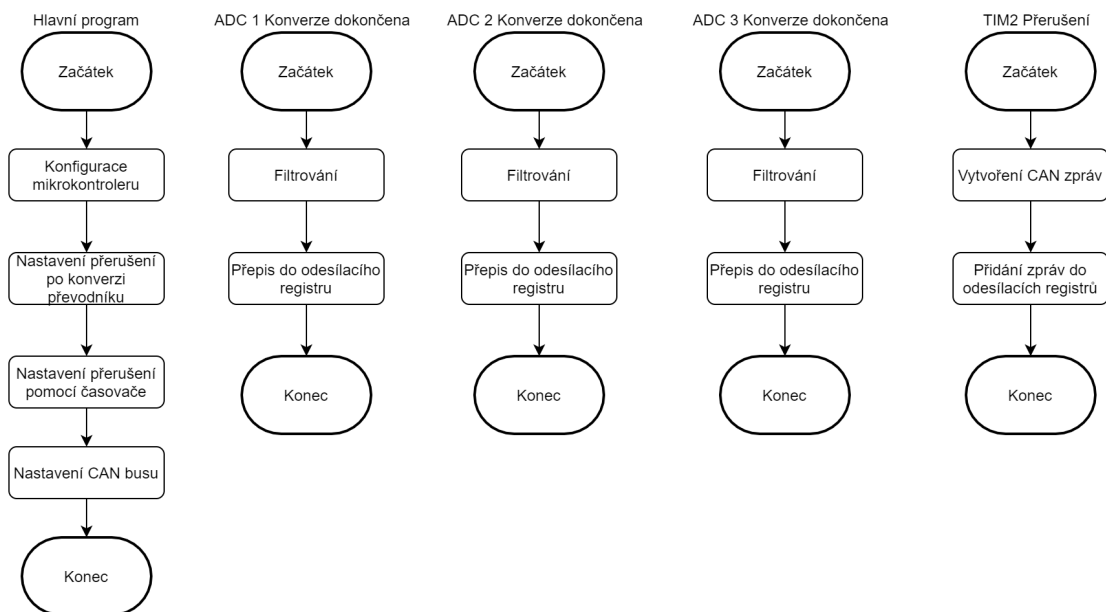 Hlavní program
Začátek
Konfigurace
mikrokontroleru
Nastavení přerušení
po konverzi
převodníku
Nastavení přerušení
pomocí časovače
Nastavení CAN busu
Konec
ADC 1 Konverze dokončena
Začátek
Filtrování
Přepis do odesílacího
registru
Konec
ADC 2 Konverze dokončena
Začátek
Filtrování
Přepis do odesílacího
registru
Konec
ADC 3 Konverze dokončena
Začátek
Filtrování
Přepis do odesílacího
registru
Konec
TIM2 Přerušení
Začátek
Vytvoření CAN zpráv
Přidání zpráv do
odesílacích registrů
Konec